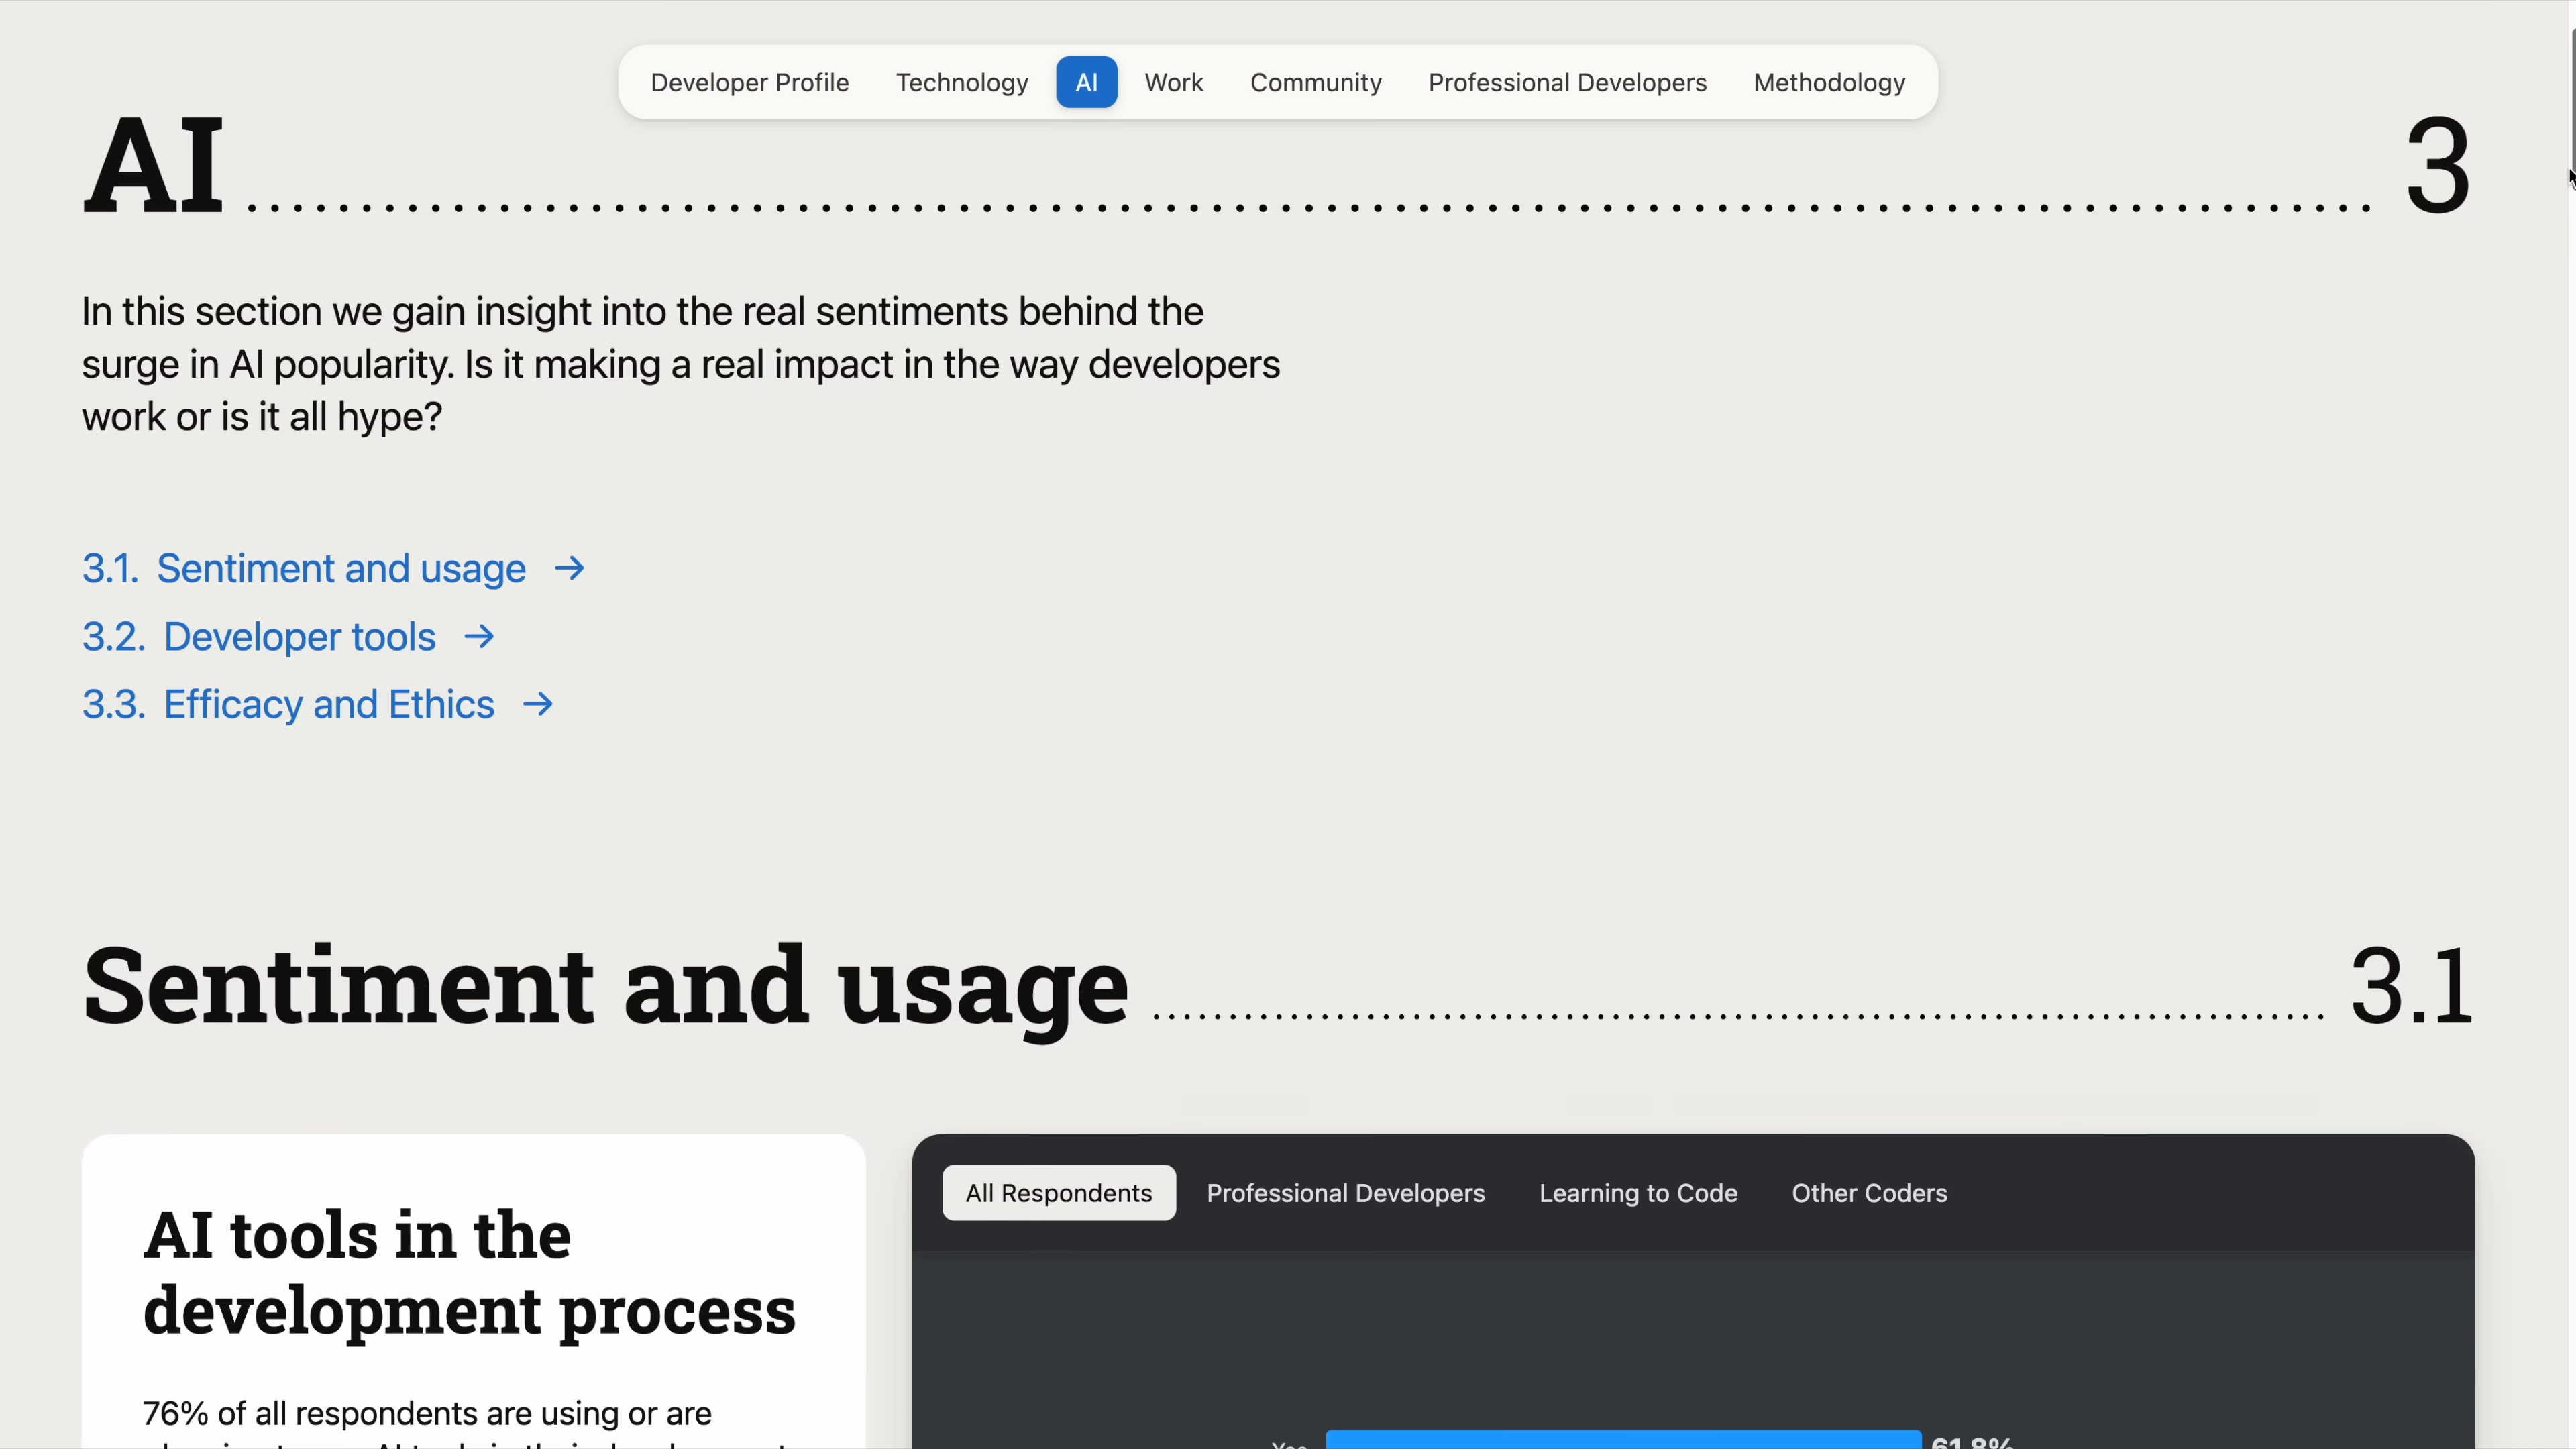 Developer Profile Technology AI Work Community Professional Developers Methodology
AI 3
In this section we gain insight into the real sentiments behind the
surge in AI popularity. Is it making a real impact in the way developers
work or is it all hype?
3.1. Sentiment and usage →
3.2. Developer tools →
3.3. Efficacy and Ethics →
Sentiment and usage 3.1
AI tools in the
development process
76% of all respondents are using or are
All Respondents Professional Developers Learning to Code Other Coders
Yes 61.8%